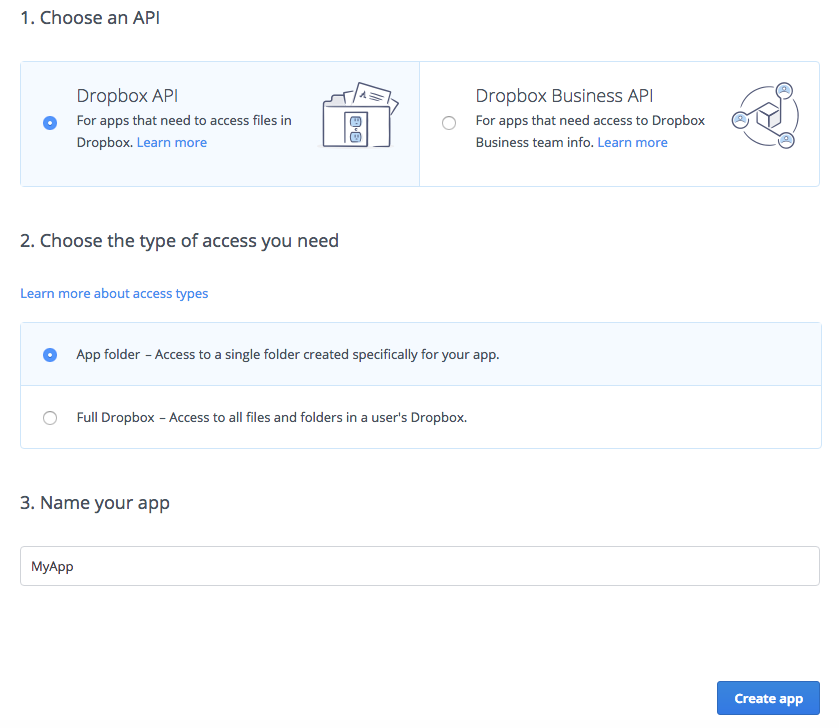 1. Choose an API
Dropbox API
For apps that need to access files in
Dropbox. Learn more
Dropbox Business API
For apps that need access to Dropbox
Business team info. Learn more
2. Choose the type of access you need
Learn more about access types
App folder – Access to a single folder created specifically for your app.
Full Dropbox – Access to all files and folders in a user's Dropbox.
3. Name your app
MyApp
Create app